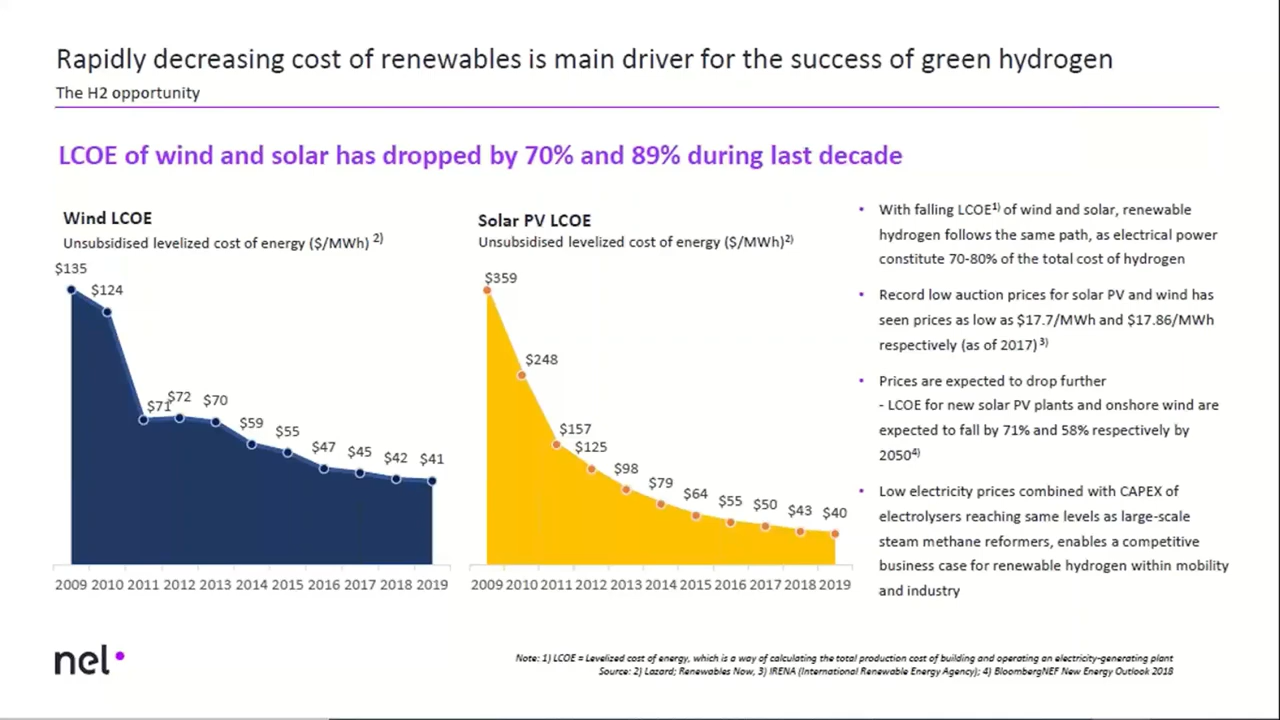 Rapidly decreasing cost of renewables is main driver for the success of green hydrogen
The H2 opportunity
LCOE of wind and solar has dropped by 70% and 89% during last decade
Wind LCOE
Unsubsidised levelized cost of energy ($/MWh) 2)
$135
$124
$71
$72
$70
$59
$55
$47
$45
$42
$41
2009 2010 2011 2012 2013 2014 2015 2016 2017 2018 2019
Solar PV LCOE
Unsubsidised levelized cost of energy ($/MWh)2)
$359
$248
$157
$125
$98
$79
$64
$55
$50
$43
$40
2009 2010 2011 2012 2013 2014 2015 2016 2017 2018 2019
• With falling LCOE1) of wind and solar, renewable
hydrogen follows the same path, as electrical power
constitute 70-80% of the total cost of hydrogen
• Record low auction prices for solar PV and wind has
seen prices as low as $17.7/MWh and $17.86/MWh
respectively (as of 2017)3)
• Prices are expected to drop further
- LCOE for new solar PV plants and onshore wind are
expected to fall by 71% and 58% respectively by
20504)
• Low electricity prices combined with CAPEX of
electrolysers reaching same levels as large-scale
steam methane reformers, enables a competitive
business case for renewable hydrogen within mobility
and industry
nel
Note: 1) LCOE = Levelized cost of energy, which is a way of calculating the total production cost of building and operating an electricity-generating plant
Source: 2) Lazard; Renewables Now, 3) IRENA (International Renewable Energy Agency); 4) BloombergNEF New Energy Outlook 2018